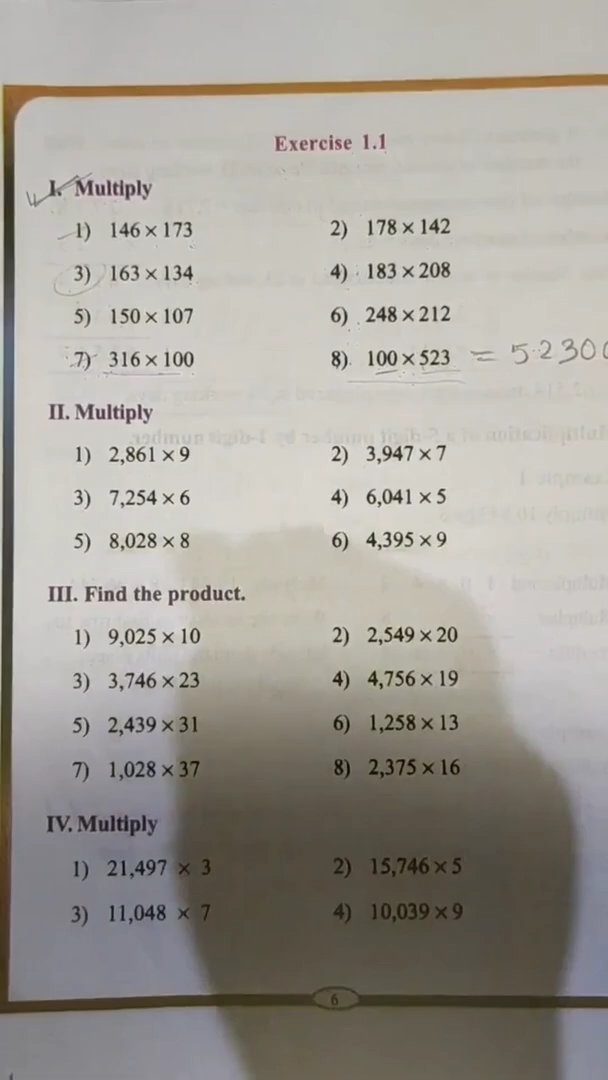 Exercise 1.1
I. Multiply
1) 146 × 173 2) 178 × 142
3) 163 × 134 4) 183 × 208
5) 150 × 107 6) 248 × 212
7) 316 × 100 8) 100 × 523 = 52300
II. Multiply
1) 2,861 × 9 2) 3,947 × 7
3) 7,254 × 6 4) 6,041 × 5
5) 8,028 × 8 6) 4,395 × 9
III. Find the product.
1) 9,025 × 10 2) 2,549 × 20
3) 3,746 × 23 4) 4,756 × 19
5) 2,439 × 31 6) 1,258 × 13
7) 1,028 × 37 8) 2,375 × 16
IV. Multiply
1) 21,497 × 3 2) 15,746 × 5
3) 11,048 × 7 4) 10,039 × 9
6